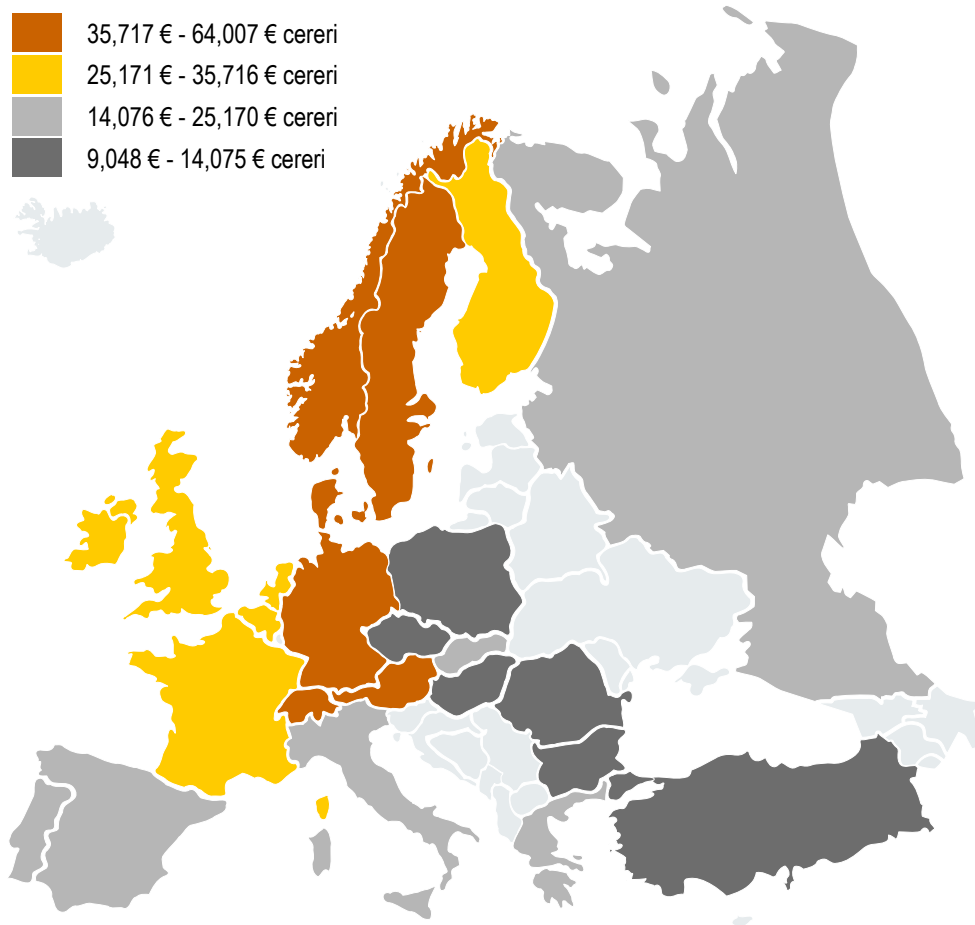 35,717 € - 64,007 € cereri
25,171 € - 35,716 € cereri
14,076 € - 25,170 € cereri
9,048 € - 14,075 € cereri